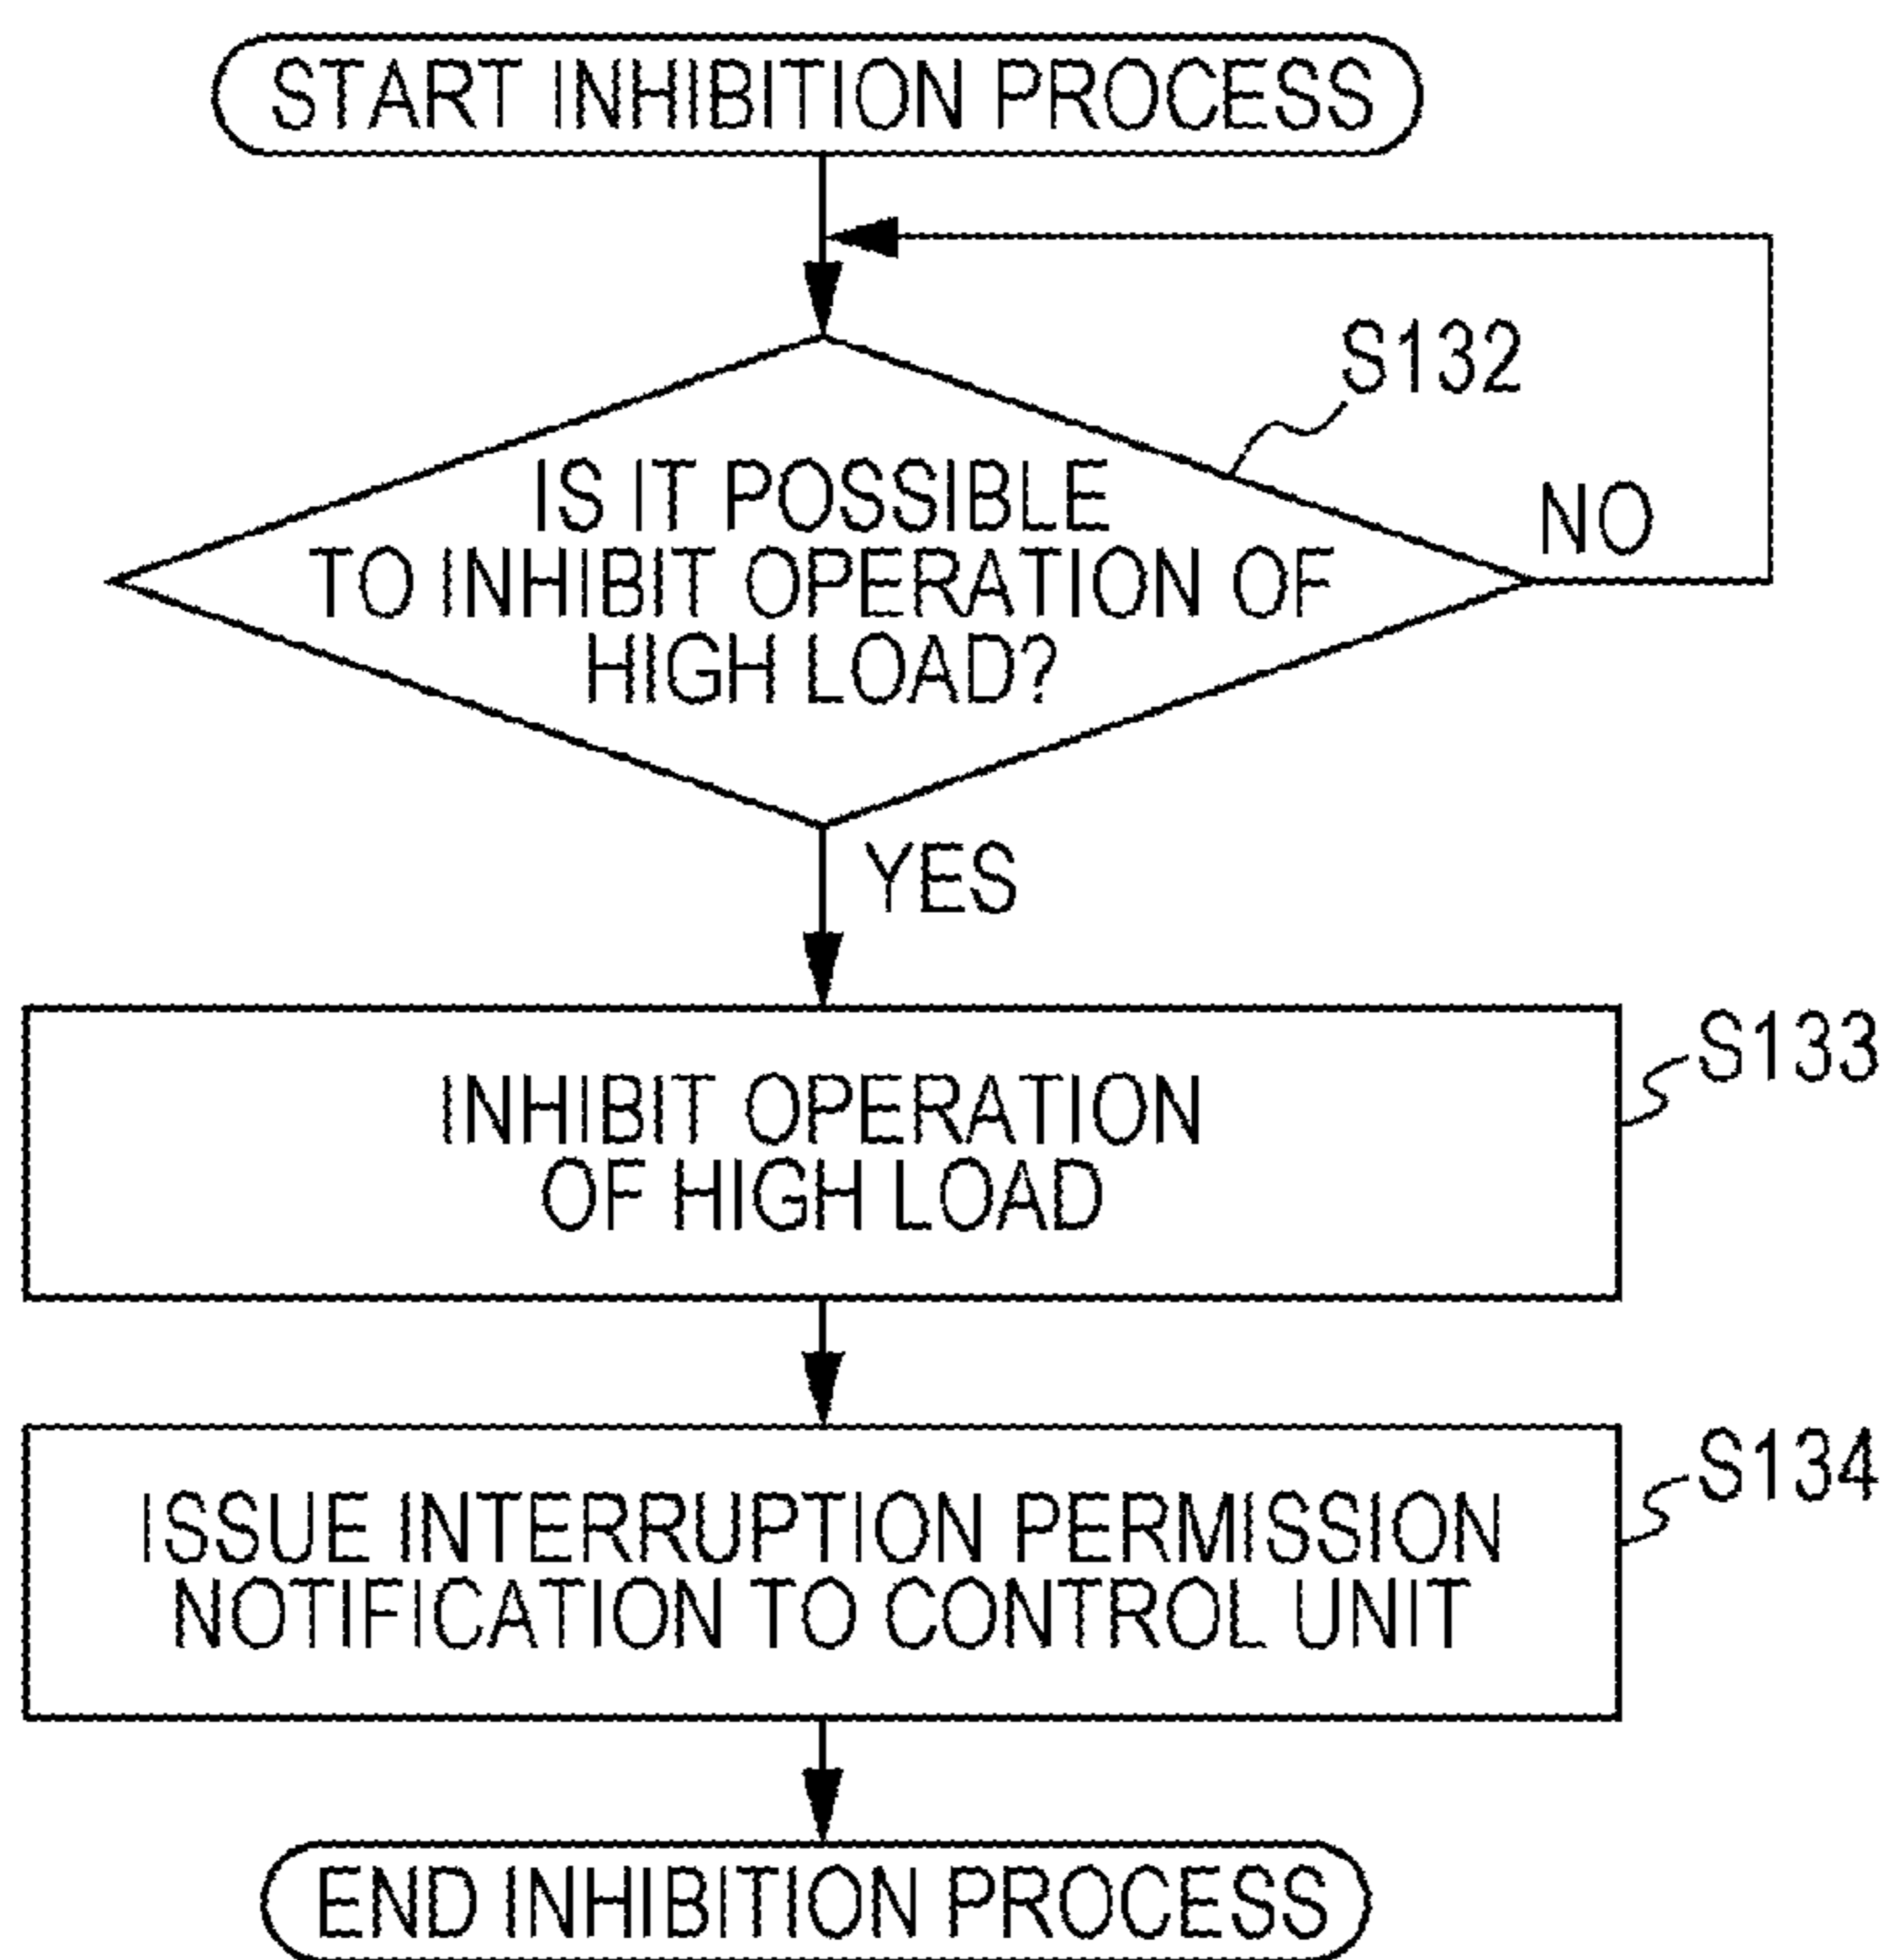 START INHIBITION PROCESS
S132
IS IT POSSIBLE
TO INHIBIT OPERATION OF
HIGH LOAD?
NO
YES
INHIBIT OPERATION
OF HIGH LOAD
S133
ISSUE INTERRUPTION PERMISSION
NOTIFICATION TO CONTROL UNIT
S134
END INHIBITION PROCESS